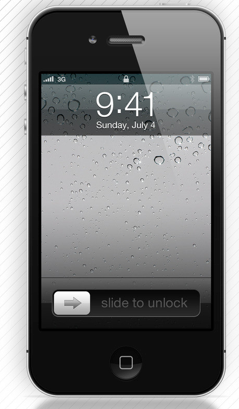 3G
9:41
Sunday, July 4
slide to unlock